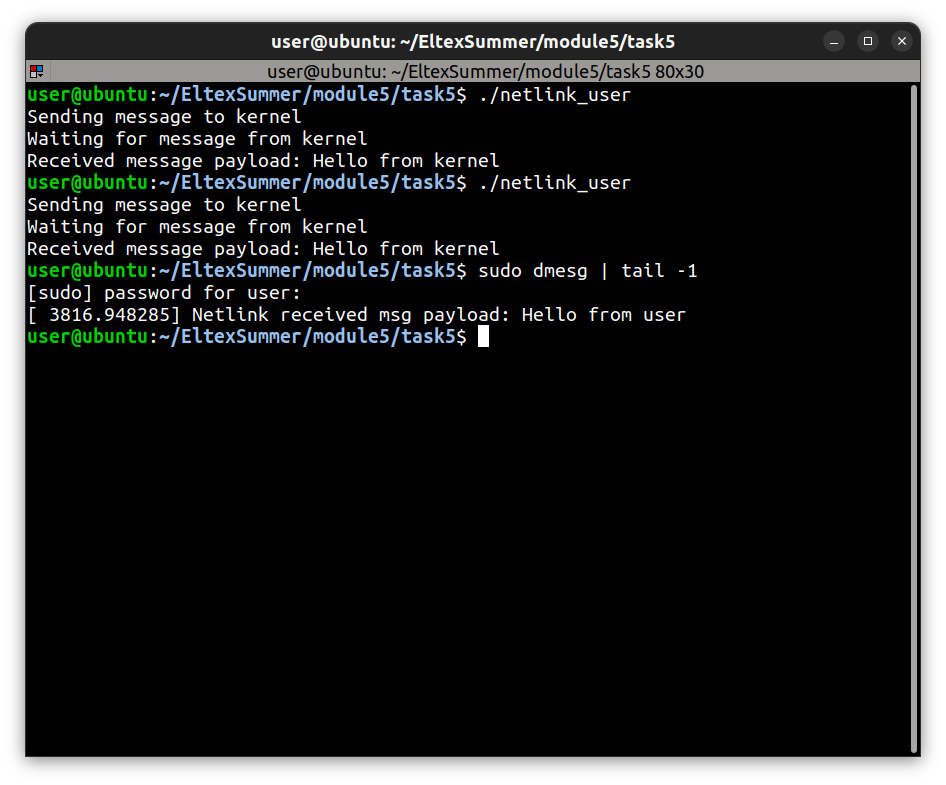 user@ubuntu: ~/EltexSummer/module5/task5
user@ubuntu: ~/EltexSummer/module5/task5 80x30
user@ubuntu:~/EltexSummer/module5/task5$ ./netlink_user
Sending message to kernel
Waiting for message from kernel
Received message payload: Hello from kernel
user@ubuntu:~/EltexSummer/module5/task5$ ./netlink_user
Sending message to kernel
Waiting for message from kernel
Received message payload: Hello from kernel
user@ubuntu:~/EltexSummer/module5/task5$ sudo dmesg | tail -1
[sudo] password for user:
[ 3816.948285] Netlink received msg payload: Hello from user
user@ubuntu:~/EltexSummer/module5/task5$